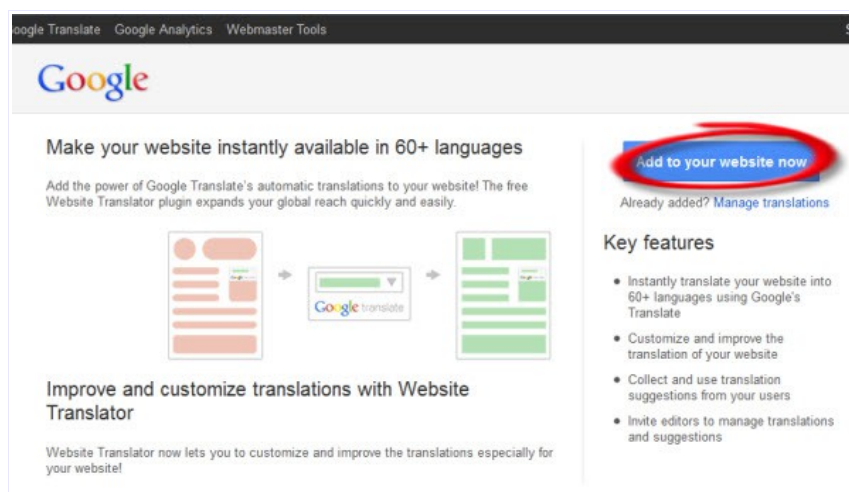 Google Translate Google Analytics Webmaster Tools
Google
Make your website instantly available in 60+ languages
Add the power of Google Translate's automatic translations to your website! The free
Website Translator plugin expands your global reach quickly and easily.
Google translate
Improve and customize translations with Website
Translator
Website Translator now lets you to customize and improve the translations especially for
your website!
Add to your website now
Already added? Manage translations
Key features
Instantly translate your website into
60+ languages using Google's
Translate
Customize and improve the
translation of your website
Collect and use translation
suggestions from your users
Invite editors to manage translations
and suggestions